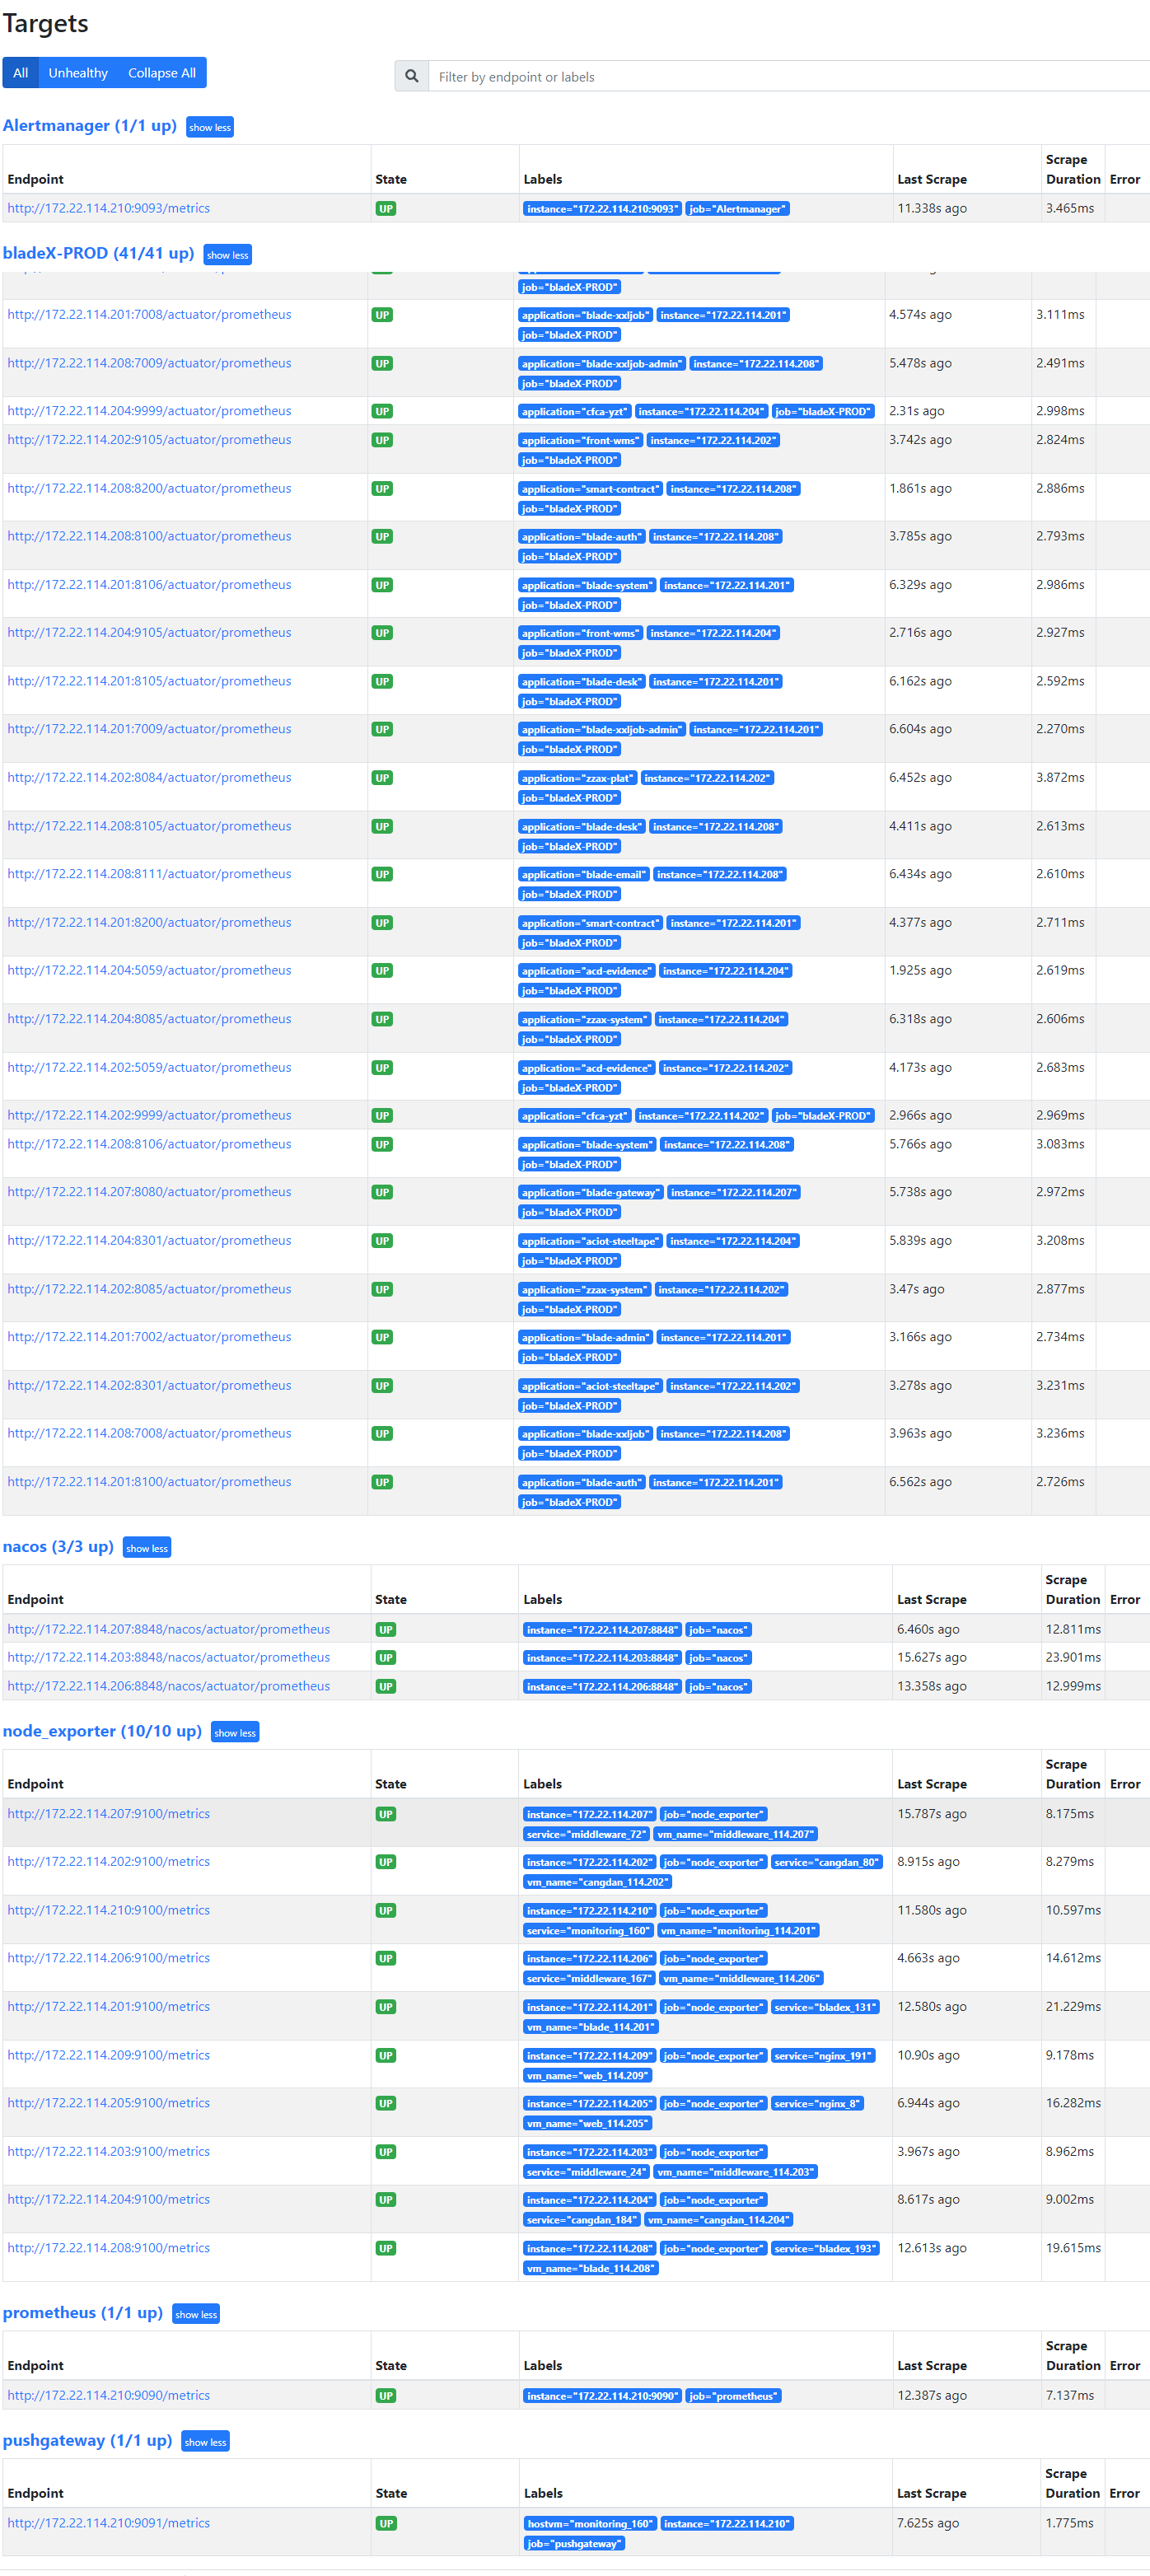 Targets
All Unhealthy Collapse All Filter by endpoint or labels
Alertmanager (1/1 up) show less
Endpoint State Labels Last Scrape Scrape Duration Error
http://172.22.114.210:9093/metrics UP instance="172.22.114.210:9093" job="Alertmanager" 11.338s ago 3.465ms
bladeX-PROD (41/41 up) show less
job="bladeX-PROD"
http://172.22.114.201:7008/actuator/prometheus UP application="blade-xxljob" instance="172.22.114.201" 4.574s ago 3.111ms
job="bladeX-PROD"
http://172.22.114.208:7009/actuator/prometheus UP application="blade-xxljob-admin" instance="172.22.114.208" 5.478s ago 2.491ms
job="bladeX-PROD"
http://172.22.114.204:9999/actuator/prometheus UP application="cfca-yzt" instance="172.22.114.204" job="bladeX-PROD" 2.31s ago 2.998ms
http://172.22.114.202:9105/actuator/prometheus UP application="front-wms" instance="172.22.114.202" 3.742s ago 2.824ms
job="bladeX-PROD"
http://172.22.114.208:8200/actuator/prometheus UP application="smart-contract" instance="172.22.114.208" 1.861s ago 2.886ms
job="bladeX-PROD"
http://172.22.114.208:8100/actuator/prometheus UP application="blade-auth" instance="172.22.114.208" 3.785s ago 2.793ms
job="bladeX-PROD"
http://172.22.114.201:8106/actuator/prometheus UP application="blade-system" instance="172.22.114.201" 6.329s ago 2.986ms
job="bladeX-PROD"
http://172.22.114.204:9105/actuator/prometheus UP application="front-wms" instance="172.22.114.204" 2.716s ago 2.927ms
job="bladeX-PROD"
http://172.22.114.201:8105/actuator/prometheus UP application="blade-desk" instance="172.22.114.201" 6.162s ago 2.592ms
job="bladeX-PROD"
http://172.22.114.201:7009/actuator/prometheus UP application="blade-xxljob-admin" instance="172.22.114.201" 6.604s ago 2.270ms
job="bladeX-PROD"
http://172.22.114.202:8084/actuator/prometheus UP application="zzax-plat" instance="172.22.114.202" 6.452s ago 3.872ms
job="bladeX-PROD"
http://172.22.114.208:8105/actuator/prometheus UP application="blade-desk" instance="172.22.114.208" 4.411s ago 2.613ms
job="bladeX-PROD"
http://172.22.114.208:8111/actuator/prometheus UP application="blade-email" instance="172.22.114.208" 6.434s ago 2.610ms
job="bladeX-PROD"
http://172.22.114.201:8200/actuator/prometheus UP application="smart-contract" instance="172.22.114.201" 4.377s ago 2.711ms
job="bladeX-PROD"
http://172.22.114.204:5059/actuator/prometheus UP application="acd-evidence" instance="172.22.114.204" 1.925s ago 2.619ms
job="bladeX-PROD"
http://172.22.114.204:8085/actuator/prometheus UP application="zzax-system" instance="172.22.114.204" 6.318s ago 2.606ms
job="bladeX-PROD"
http://172.22.114.202:5059/actuator/prometheus UP application="acd-evidence" instance="172.22.114.202" 4.173s ago 2.683ms
job="bladeX-PROD"
http://172.22.114.202:9999/actuator/prometheus UP application="cfca-yzt" instance="172.22.114.202" job="bladeX-PROD" 2.966s ago 2.969ms
http://172.22.114.208:8106/actuator/prometheus UP application="blade-system" instance="172.22.114.208" 5.766s ago 3.083ms
job="bladeX-PROD"
http://172.22.114.207:8080/actuator/prometheus UP application="blade-gateway" instance="172.22.114.207" 5.738s ago 2.972ms
job="bladeX-PROD"
http://172.22.114.204:8301/actuator/prometheus UP application="aciot-steeltape" instance="172.22.114.204" 5.839s ago 3.208ms
job="bladeX-PROD"
http://172.22.114.202:8085/actuator/prometheus UP application="zzax-system" instance="172.22.114.202" 3.47s ago 2.877ms
job="bladeX-PROD"
http://172.22.114.201:7002/actuator/prometheus UP application="blade-admin" instance="172.22.114.201" 3.166s ago 2.734ms
job="bladeX-PROD"
http://172.22.114.202:8301/actuator/prometheus UP application="aciot-steeltape" instance="172.22.114.202" 3.278s ago 3.231ms
job="bladeX-PROD"
http://172.22.114.208:7008/actuator/prometheus UP application="blade-xxljob" instance="172.22.114.208" 3.963s ago 3.236ms
job="bladeX-PROD"
http://172.22.114.201:8100/actuator/prometheus UP application="blade-auth" instance="172.22.114.201" 6.562s ago 2.726ms
job="bladeX-PROD"
nacos (3/3 up) show less
Endpoint State Labels Last Scrape Scrape Duration Error
http://172.22.114.207:8848/nacos/actuator/prometheus UP instance="172.22.114.207:8848" job="nacos" 6.460s ago 12.811ms
http://172.22.114.203:8848/nacos/actuator/prometheus UP instance="172.22.114.203:8848" job="nacos" 15.627s ago 23.901ms
http://172.22.114.206:8848/nacos/actuator/prometheus UP instance="172.22.114.206:8848" job="nacos" 13.358s ago 12.999ms
node_exporter (10/10 up) show less
Endpoint State Labels Last Scrape Scrape Duration Error
http://172.22.114.207:9100/metrics UP instance="172.22.114.207" job="node_exporter" 15.787s ago 8.175ms
service="middleware_72" vm_name="middleware_114.207"
http://172.22.114.202:9100/metrics UP instance="172.22.114.202" job="node_exporter" service="cangdan_80" 8.915s ago 8.279ms
vm_name="cangdan_114.202"
http://172.22.114.210:9100/metrics UP instance="172.22.114.210" job="node_exporter" 11.580s ago 10.597ms
service="monitoring_160" vm_name="monitoring_114.201"
http://172.22.114.206:9100/metrics UP instance="172.22.114.206" job="node_exporter" 4.663s ago 14.612ms
service="middleware_167" vm_name="middleware_114.206"
http://172.22.114.201:9100/metrics UP instance="172.22.114.201" job="node_exporter" service="bladex_131" 12.580s ago 21.229ms
vm_name="blade_114.201"
http://172.22.114.209:9100/metrics UP instance="172.22.114.209" job="node_exporter" service="nginx_191" 10.90s ago 9.178ms
vm_name="web_114.209"
http://172.22.114.205:9100/metrics UP instance="172.22.114.205" job="node_exporter" service="nginx_8" 6.944s ago 16.282ms
vm_name="web_114.205"
http://172.22.114.203:9100/metrics UP instance="172.22.114.203" job="node_exporter" 3.967s ago 8.962ms
service="middleware_24" vm_name="middleware_114.203"
http://172.22.114.204:9100/metrics UP instance="172.22.114.204" job="node_exporter" 8.617s ago 9.002ms
service="cangdan_184" vm_name="cangdan_114.204"
http://172.22.114.208:9100/metrics UP instance="172.22.114.208" job="node_exporter" service="bladex_193" 12.613s ago 19.615ms
vm_name="blade_114.208"
prometheus (1/1 up) show less
Endpoint State Labels Last Scrape Scrape Duration Error
http://172.22.114.210:9090/metrics UP instance="172.22.114.210:9090" job="prometheus" 12.387s ago 7.137ms
pushgateway (1/1 up) show less
Endpoint State Labels Last Scrape Scrape Duration Error
http://172.22.114.210:9091/metrics UP hostvm="monitoring_160" instance="172.22.114.210" 7.625s ago 1.775ms
job="pushgateway"